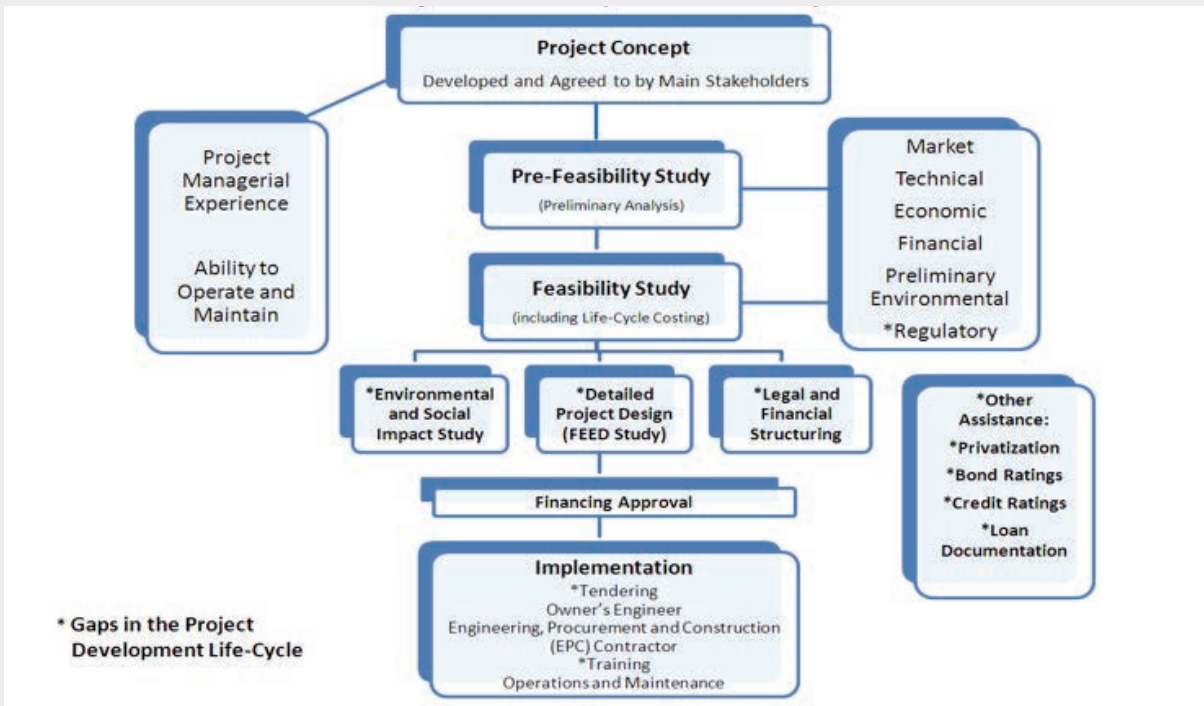 Project Concept
Developed and Agreed to by Main Stakeholders
Project
Managerial
Experience
Ability to
Operate and
Maintain
Pre-Feasibility Study
(Preliminary Analysis)
Market
Technical
Economic
Financial
Preliminary
Environmental
*Regulatory
Feasibility Study
(including Life-Cycle Costing)
*Environmental
and Social
Impact Study
*Detailed
Project Design
(FEED Study)
*Legal and
Financial
Structuring
*Other
Assistance:
*Privatization
*Bond Ratings
*Credit Ratings
*Loan
Documentation
Financing Approval
Implementation
*Tendering
Owner's Engineer
Engineering, Procurement and Construction
(EPC) Contractor
*Training
Operations and Maintenance
* Gaps in the Project
Development Life-Cycle